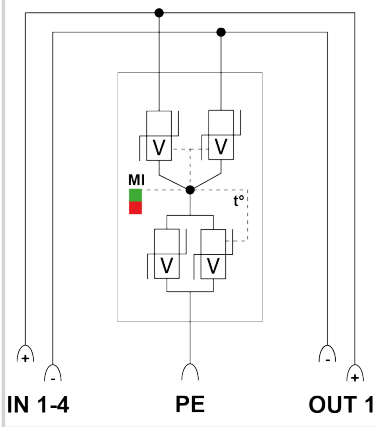 V V
MI
t°
V V
+ -
- +
IN 1-4 PE OUT 1